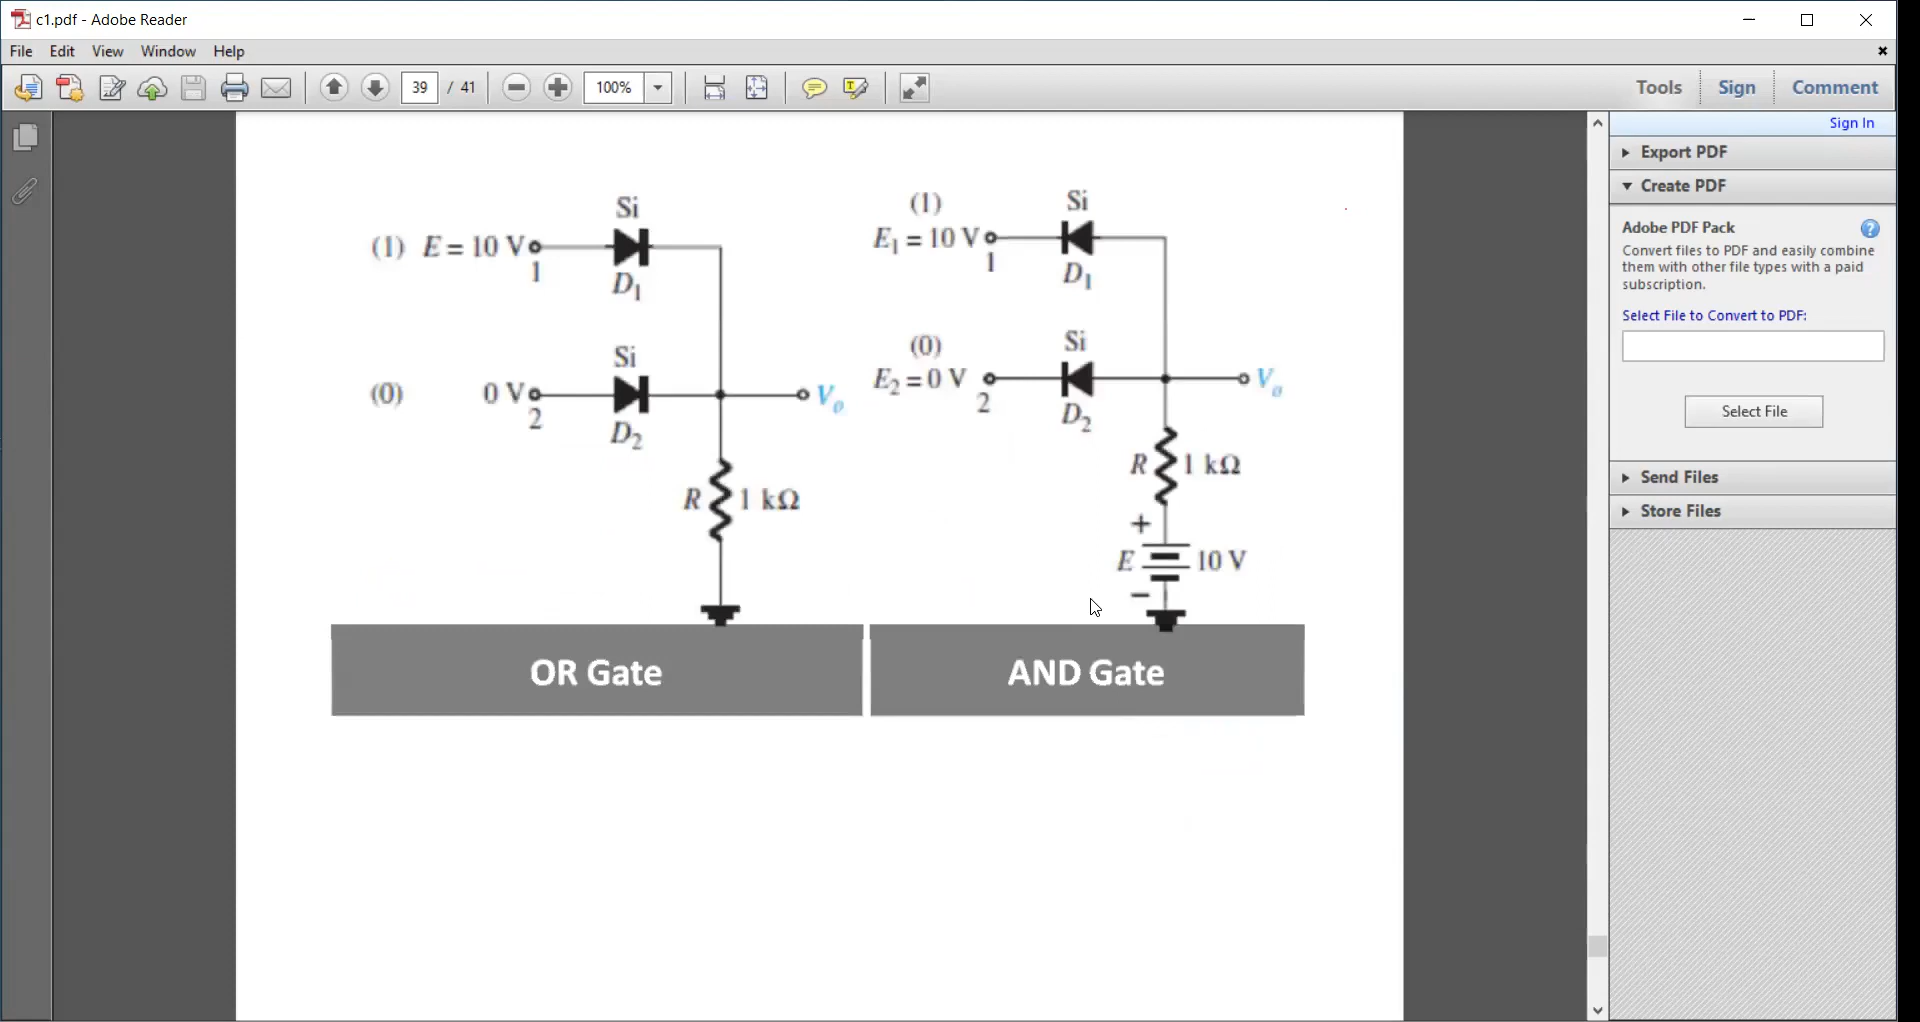 c1.pdf - Adobe Reader
File Edit View Window Help
39 / 41 100% Tools Sign Comment
Sign In
Export PDF
Create PDF
Adobe PDF Pack
Convert files to PDF and easily combine
them with other file types with a paid
subscription.
Select File to Convert to PDF:
Select File
Send Files
Store Files
Si
(1) E = 10 V
1
D1
Si
(0) 0 V
2
D2
Vo
R 1 kΩ
OR Gate
(1)
Si
E1 = 10 V
1
D1
(0)
Si
E2 = 0 V
2
D2
Vo
R 1 kΩ
+
E 10 V
−
AND Gate